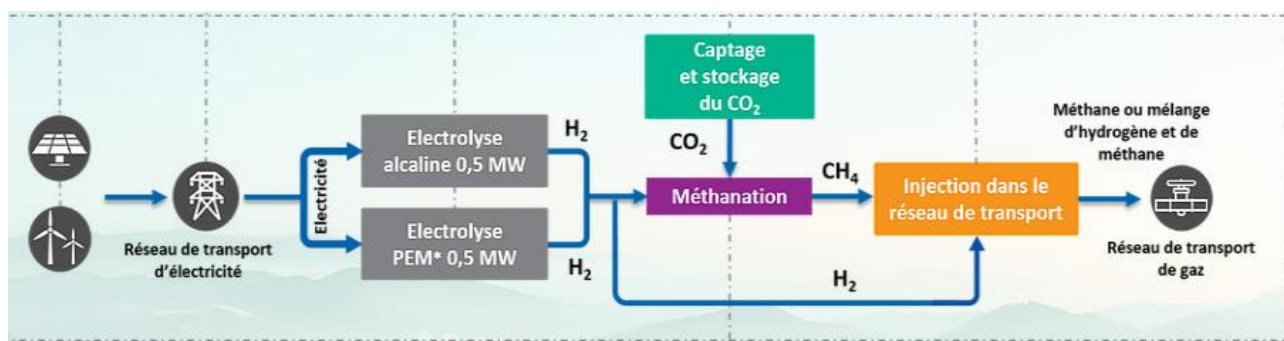 Réseau de transport
d'électricité
Electricité
Electrolyse
alcaline 0,5 MW
H₂
Electrolyse
PEM* 0,5 MW
H₂
Captage
et stockage
du CO₂
CO₂
Méthanation
CH₄
H₂
Injection dans le
réseau de transport
Méthane ou mélange
d'hydrogène et de
méthane
Réseau de transport
de gaz